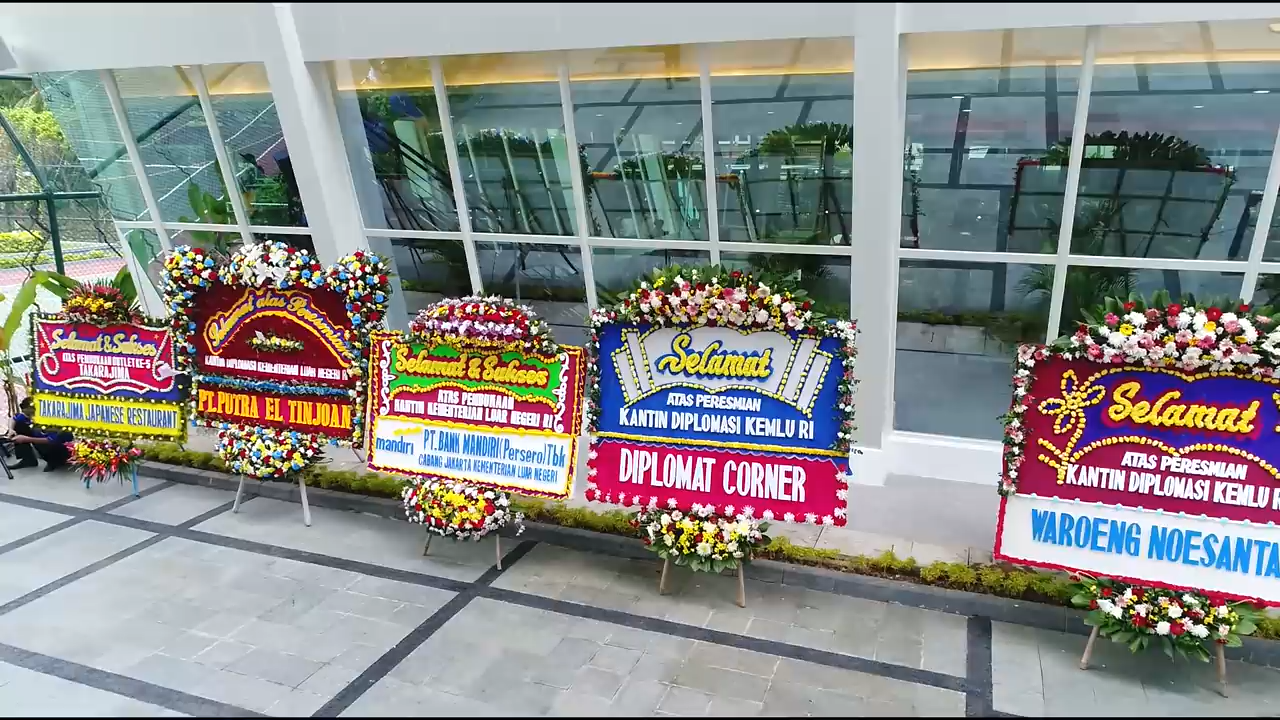 Selamat & Sukses
ATAS PEMBUKAAN OUTLET KE-5
TAKARAJIMA
TAKARAJIMA JAPANESE RESTAURANT
Selamat atas Peresmian
KANTIN DIPLOMASI KEMENTERIAN LUAR NEGERI R
PT.PUTRA EL TINJOAN
Selamat & Sukses
ATAS PEMBUKAAN
KANTIN KEMENTERIAN LUAR NEGERI RI
mandiri PT.BANK MANDIRI(Persero)Tbk
CABANG JAKARTA KEMENTERIAN LUAR NEGERI
Selamat
ATAS PERESMIAN
KANTIN DIPLOMASI KEMLU RI
DIPLOMAT CORNER
Selamat
ATAS PERESMIAN
KANTIN DIPLOMASI KEMLU R
WAROENG NOESANTA